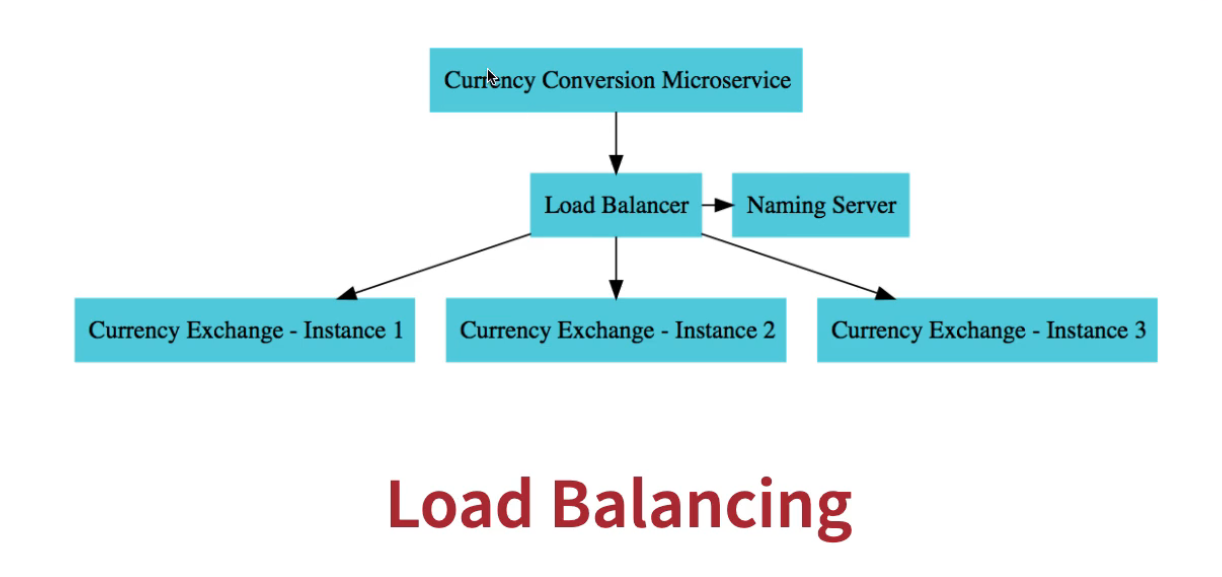 Currency Conversion Microservice
Load Balancer
Naming Server
Currency Exchange - Instance 1
Currency Exchange - Instance 2
Currency Exchange - Instance 3
Load Balancing